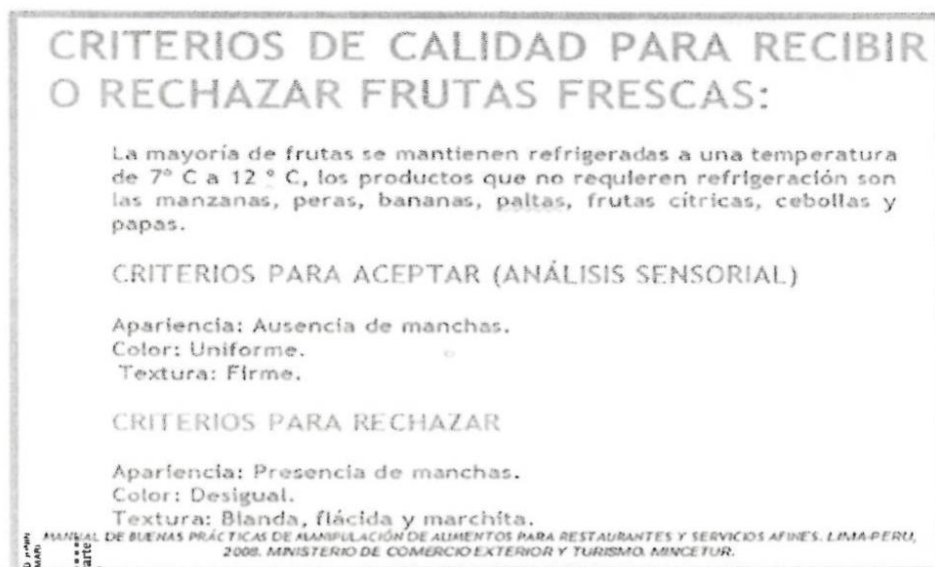 CRITERIOS DE CALIDAD PARA RECIBIR
O RECHAZAR FRUTAS FRESCAS:
La mayoría de frutas se mantienen refrigeradas a una temperatura
de 7° C a 12 ° C, los productos que no requieren refrigeración son
las manzanas, peras, bananas, paltas, frutas cítricas, cebollas y
papas.
CRITERIOS PARA ACEPTAR (ANÁLISIS SENSORIAL)
Apariencia: Ausencia de manchas.
Color: Uniforme.
Textura: Firme.
CRITERIOS PARA RECHAZAR
Apariencia: Presencia de manchas.
Color: Desigual.
Textura: Blanda, flácida y marchita.
MANUAL DE BUENAS PRÁCTICAS DE MANIPULACIÓN DE ALIMENTOS PARA RESTAURANTES Y SERVICIOS AFINES. LIMA-PERU,
2008. MINISTERIO DE COMERCIO EXTERIOR Y TURISMO. MINCETUR.
arte